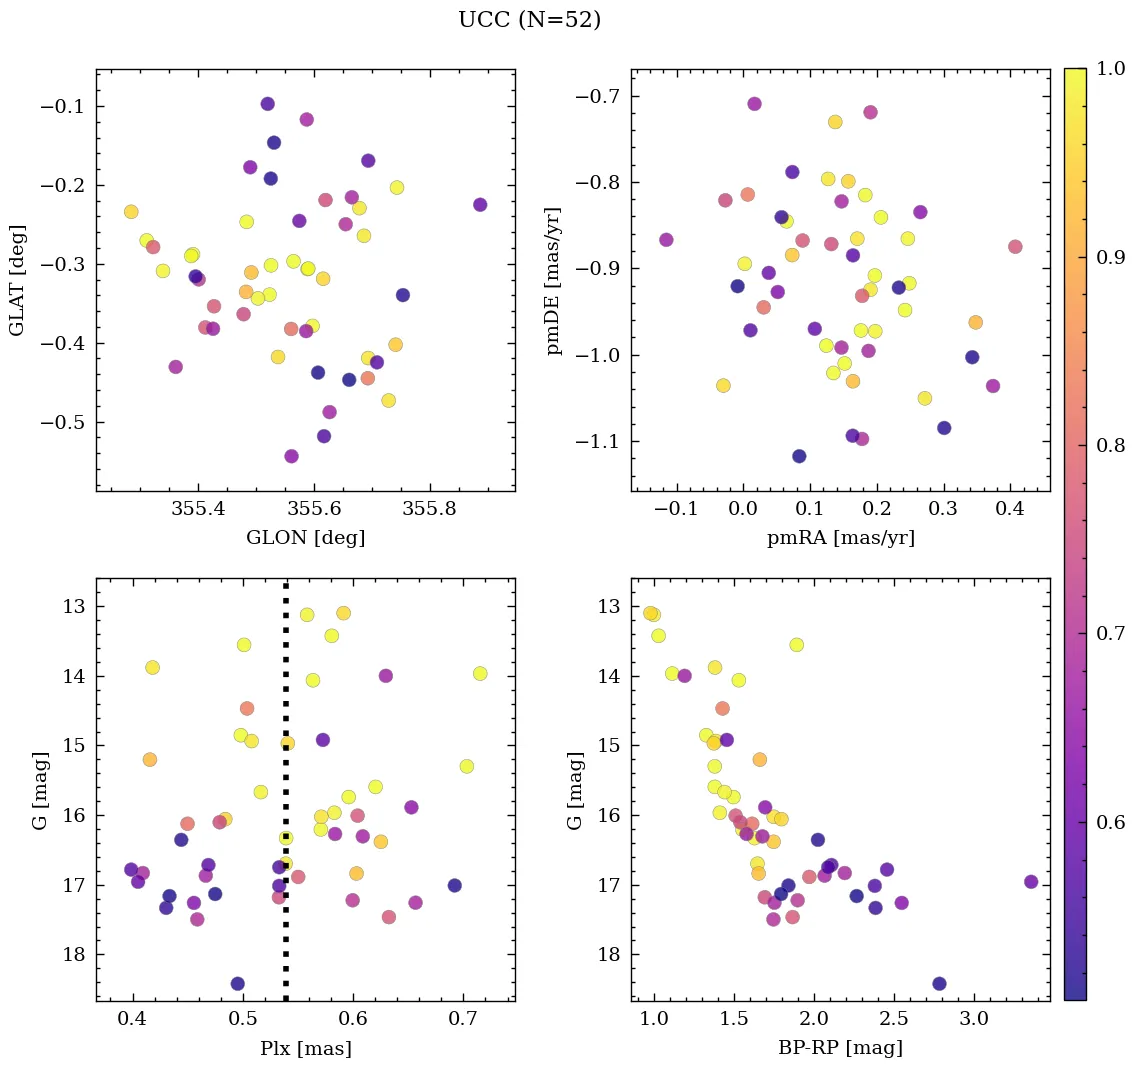 UCC (N=52)
−0.1
−0.2
−0.3
−0.4
−0.5
GLAT [deg]
355.4 355.6 355.8
GLON [deg]
−0.7
−0.8
−0.9
−1.0
−1.1
pmDE [mas/yr]
−0.1 0.0 0.1 0.2 0.3 0.4
pmRA [mas/yr]
13
14
15
16
17
18
G [mag]
0.4 0.5 0.6 0.7
Plx [mas]
13
14
15
16
17
18
G [mag]
1.0 1.5 2.0 2.5 3.0
BP-RP [mag]
1.0
0.9
0.8
0.7
0.6